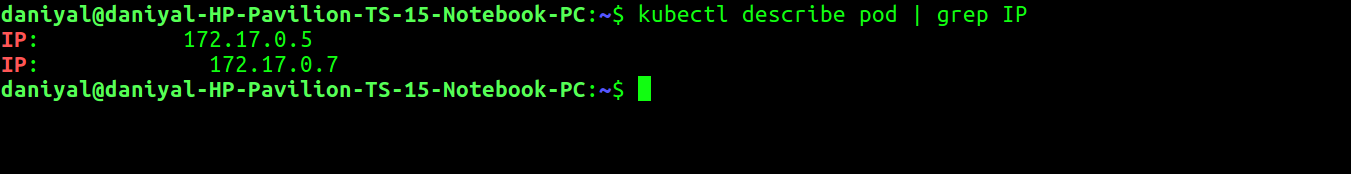 daniyal@daniyal-HP-Pavilion-TS-15-Notebook-PC:~$ kubectl describe pod | grep IP
IP:           172.17.0.5
IP:             172.17.0.7
daniyal@daniyal-HP-Pavilion-TS-15-Notebook-PC:~$